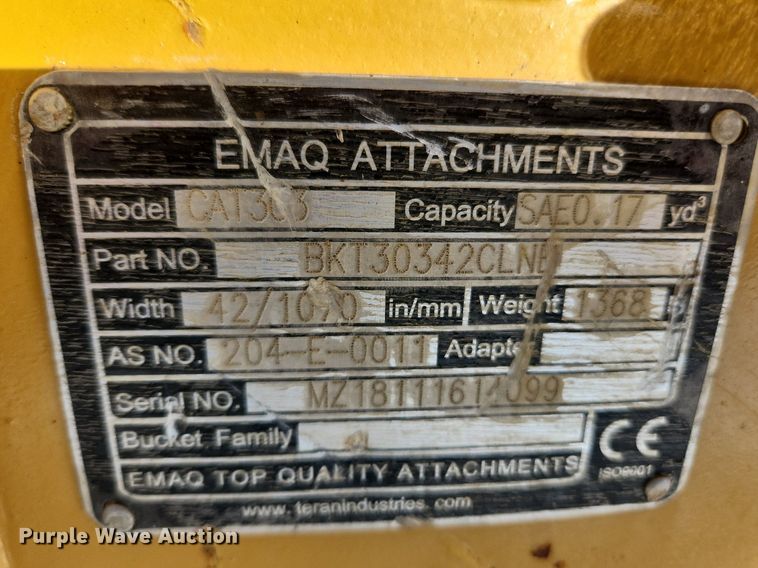 EMAQ ATTACHMENTS
Model CAT303 Capacity SAE0.17 yd³
Part NO. BKT30342CLNP
Width 42/1070 in/mm Weight 1368
AS NO. 204-E-0011 Adapter
Serial NO.
Bucket Family
CE
ISO9001
EMAQ TOP QUALITY ATTACHMENTS
www.teranindustries.com
Purple Wave Auction®